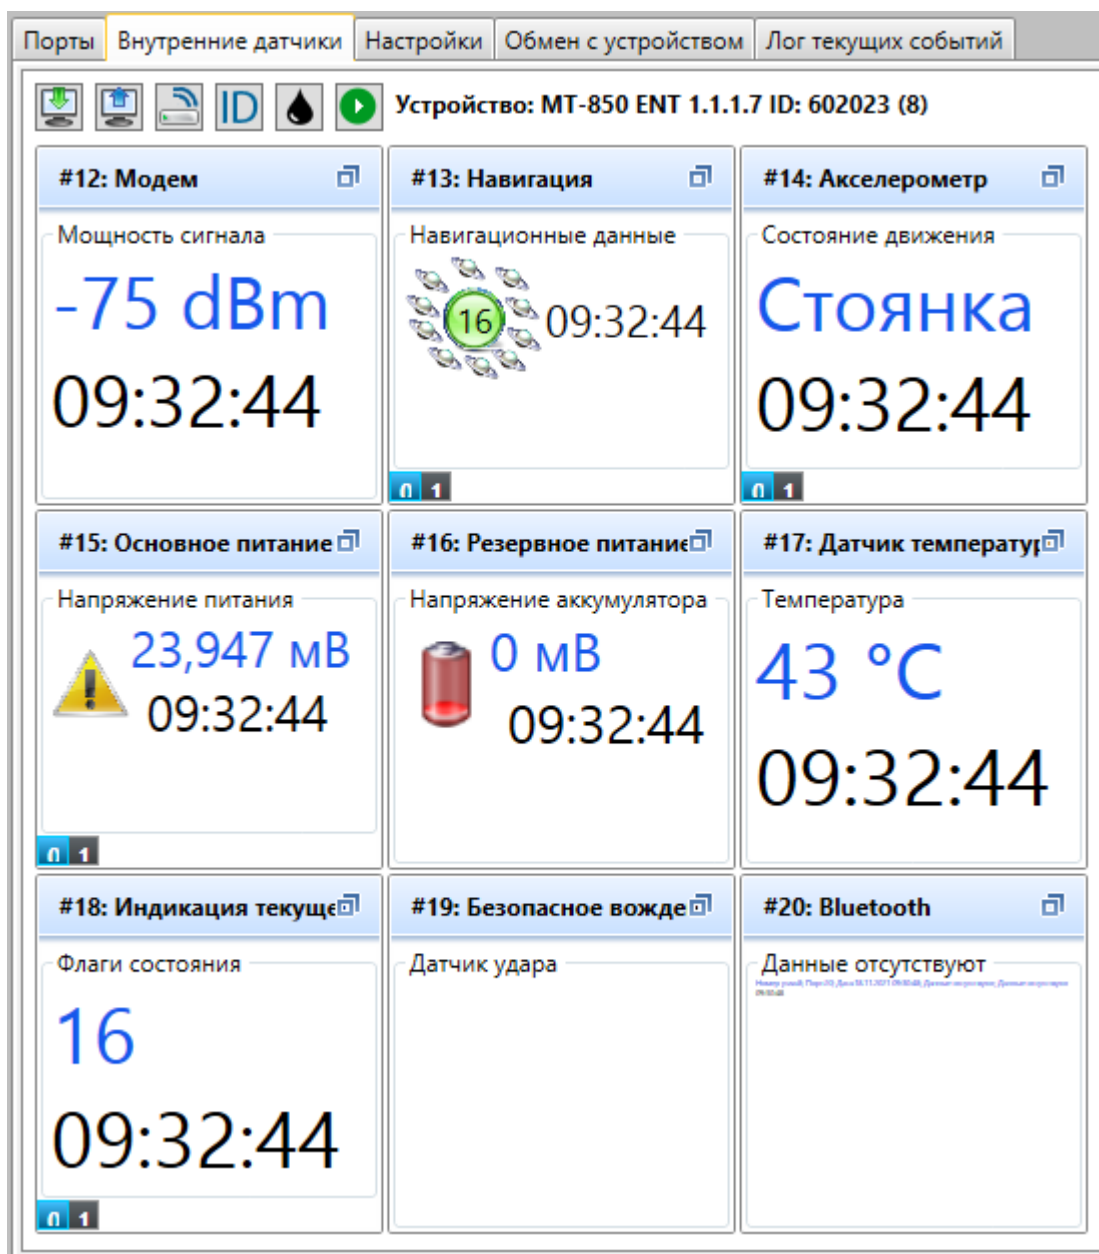 Порты Внутренние датчики Настройки Обмен с устройством Лог текущих событий
ID Устройство: МТ-850 ENT 1.1.1.7 ID: 602023 (8)
#12: Модем
Мощность сигнала
-75 dBm
09:32:44
#13: Навигация
Навигационные данные
16 09:32:44
0 1
#14: Акселерометр
Состояние движения
Стоянка
09:32:44
0 1
#15: Основное питание
Напряжение питания
23,947 мВ
09:32:44
0 1
#16: Резервное питание
Напряжение аккумулятора
0 мВ
09:32:44
#17: Датчик температур
Температура
43 °C
09:32:44
#18: Индикация текуще
Флаги состояния
16
09:32:44
0 1
#19: Безопасное вожде
Датчик удара
#20: Bluetooth
Данные отсутствуют